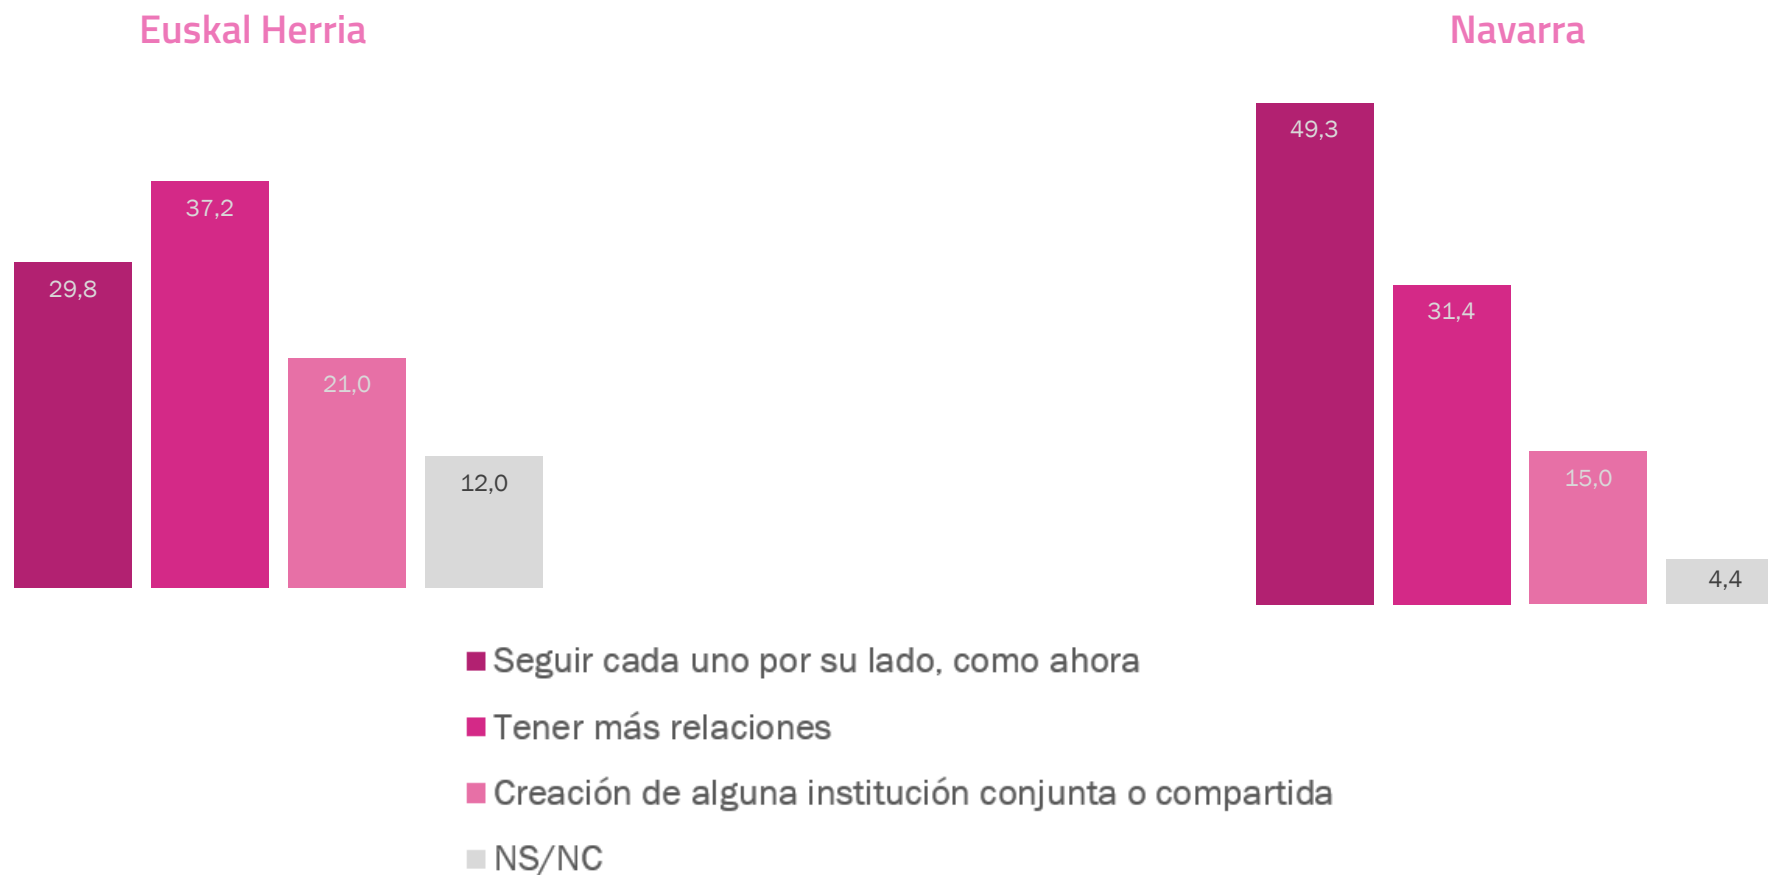 Euskal Herria
Navarra
29,8
37,2
21,0
12,0
49,3
31,4
15,0
4,4
Seguir cada uno por su lado, como ahora
Tener más relaciones
Creación de alguna institución conjunta o compartida
NS/NC